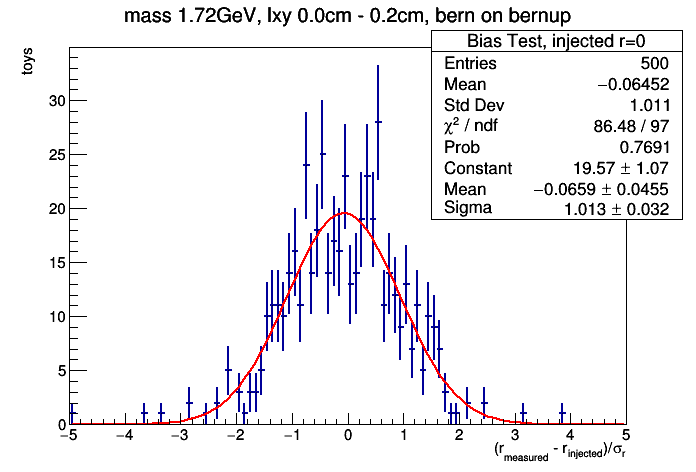 mass 1.72GeV, lxy 0.0cm - 0.2cm, bern on bernup
toys
Bias Test, injected r=0
Entries 500
Mean −0.06452
Std Dev 1.011
χ² / ndf 86.48 / 97
Prob 0.7691
Constant 19.57 ± 1.07
Mean −0.0659 ± 0.0455
Sigma 1.013 ± 0.032
30
25
20
15
10
5
0
−5 −4 −3 −2 −1 0 1 2 3 4 5
(r_measured - r_injected)/σ_r